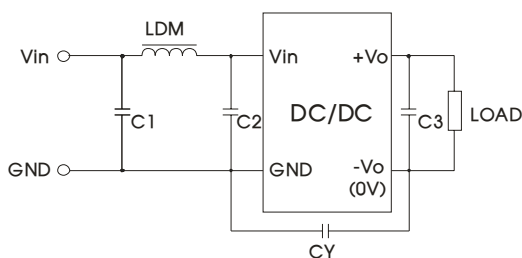 LDM
Vin
Vin
+Vo
C1
C2
DC/DC
C3
LOAD
GND
GND
-Vo
(0V)
CY